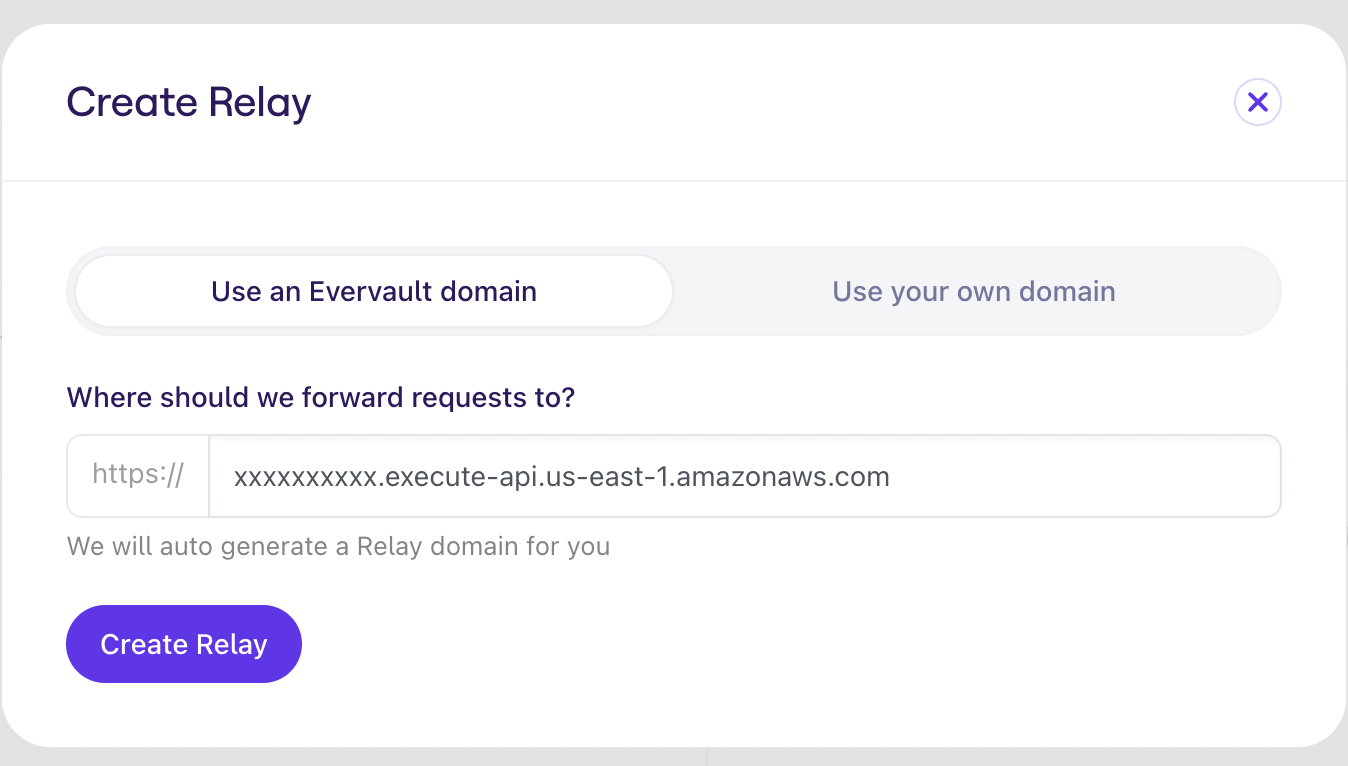 Create Relay
Use an Evervault domain
Use your own domain
Where should we forward requests to?
https://
xxxxxxxxxx.execute-api.us-east-1.amazonaws.com
We will auto generate a Relay domain for you
Create Relay